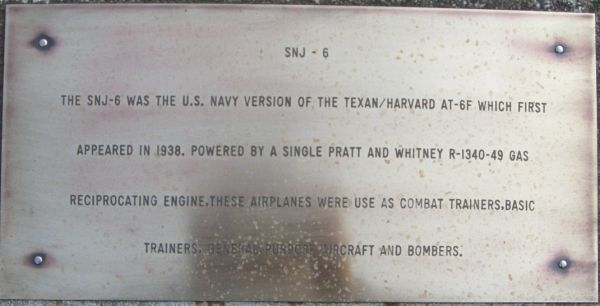 SNJ - 6
THE SNJ-6 WAS THE U.S. NAVY VERSION OF THE TEXAN/HARVARD AT-6F WHICH FIRST
APPEARED IN 1938. POWERED BY A SINGLE PRATT AND WHITNEY R-1340-49 GAS
RECIPROCATING ENGINE.THESE AIRPLANES WERE USE AS COMBAT TRAINERS.BASIC
TRAINERS. GENERAL PURPOSE AIRCRAFT AND BOMBERS.